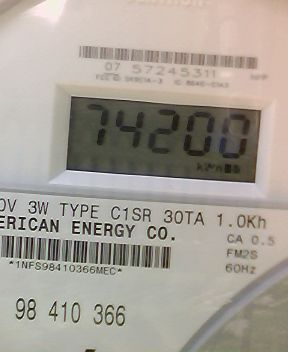 07 57245311
74200
0V 3W TYPE C1SR 30TA 1.0Kh
ERICAN ENERGY CO.
CA 0.5
FM2S
*1NFS98410366MEC*
60Hz
98 410 366